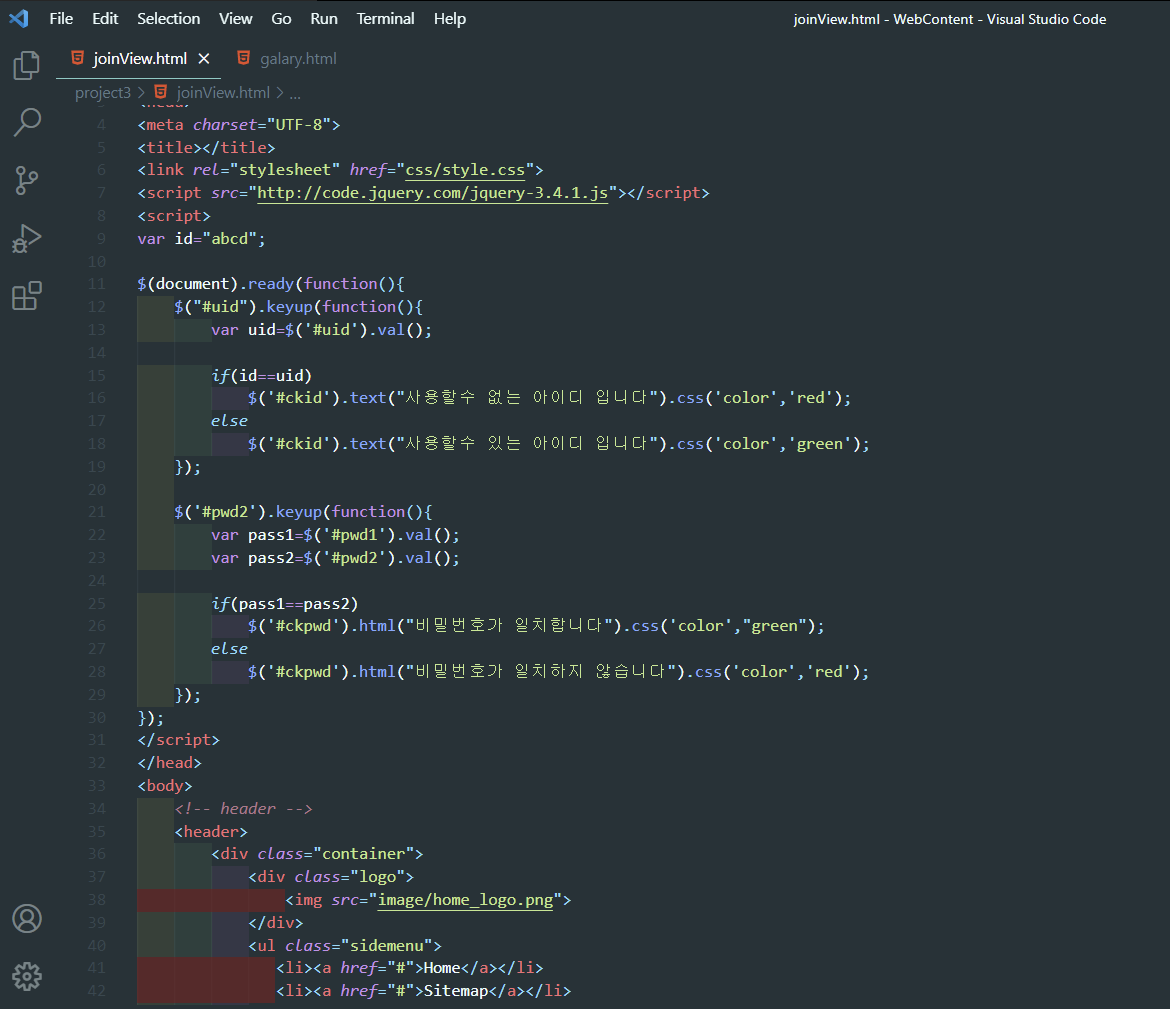 File Edit Selection View Go Run Terminal Help joinView.html - WebContent - Visual Studio Code
joinView.html × galary.html
project3 > joinView.html > ...
4 <meta charset="UTF-8">
5 <title></title>
6 <link rel="stylesheet" href="css/style.css">
7 <script src="http://code.jquery.com/jquery-3.4.1.js"></script>
8 <script>
9 var id="abcd";
10
11 $(document).ready(function(){
12 $("#uid").keyup(function(){
13 var uid=$('#uid').val();
14
15 if(id==uid)
16 $('#ckid').text("사용할수 없는 아이디 입니다").css('color','red');
17 else
18 $('#ckid').text("사용할수 있는 아이디 입니다").css('color','green');
19 });
20
21 $('#pwd2').keyup(function(){
22 var pass1=$('#pwd1').val();
23 var pass2=$('#pwd2').val();
24
25 if(pass1==pass2)
26 $('#ckpwd').html("비밀번호가 일치합니다").css('color',"green");
27 else
28 $('#ckpwd').html("비밀번호가 일치하지 않습니다").css('color','red');
29 });
30 });
31 </script>
32 </head>
33 <body>
34 <!-- header -->
35 <header>
36 <div class="container">
37 <div class="logo">
38 <img src="image/home_logo.png">
39 </div>
40 <ul class="sidemenu">
41 <li><a href="#">Home</a></li>
42 <li><a href="#">Sitemap</a></li>